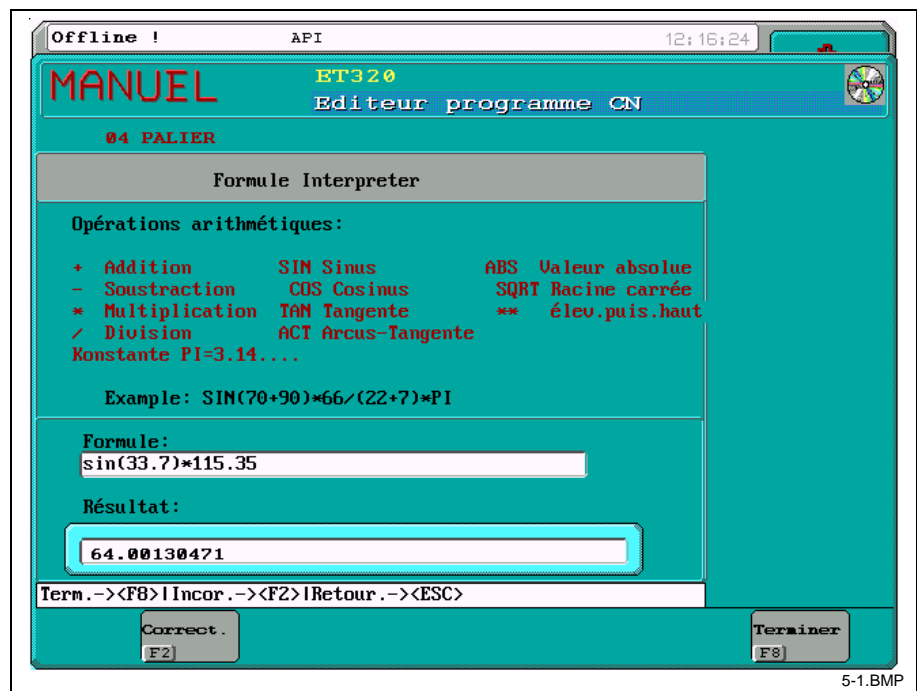 Offline ! API 12:16:24
MANUEL ET320
Editeur programme CN
04 PALIER
Formule Interpreter
Opérations arithmétiques:
+ Addition SIN Sinus ABS Valeur absolue
- Soustraction COS Cosinus SQRT Racine carrée
* Multiplication TAN Tangente ** élev.puis.haut
/ Division ACT Arcus-Tangente
Konstante PI=3.14....
Example: SIN(70+90)*66/(22+7)*PI
Formule:
sin(33.7)*115.35
Résultat:
64.00130471
Term.-><F8>|Incor.-><F2>|Retour.-><ESC>
Correct. Terminer
F2 F8
5-1.BMP